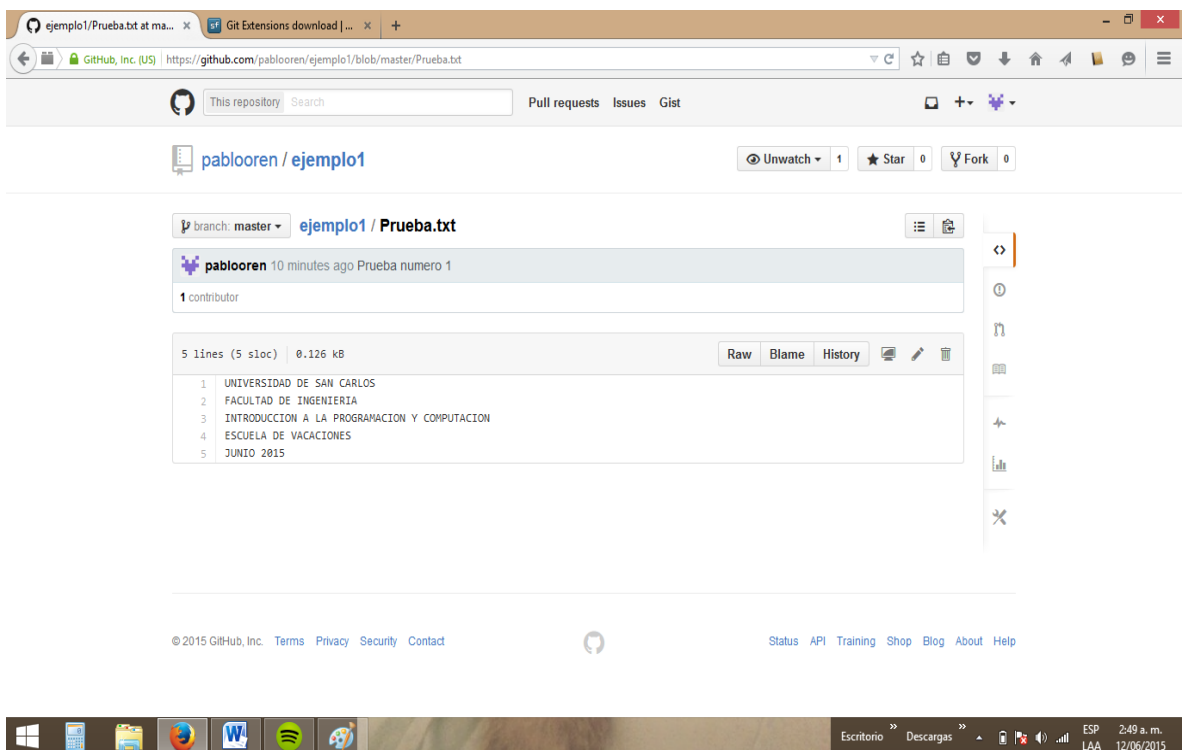 ejemplo1/Prueba.txt at ma... × sf Git Extensions download | ... × +
GitHub, Inc. (US) https://github.com/pablooren/ejemplo1/blob/master/Prueba.txt
This repository Search Pull requests Issues Gist
pablooren / ejemplo1 Unwatch 1 Star 0 Fork 0
branch: master ejemplo1 / Prueba.txt
pablooren 10 minutes ago Prueba numero 1
1 contributor
5 lines (5 sloc) 0.126 kB Raw Blame History
1 UNIVERSIDAD DE SAN CARLOS
2 FACULTAD DE INGENIERIA
3 INTRODUCCION A LA PROGRAMACION Y COMPUTACION
4 ESCUELA DE VACACIONES
5 JUNIO 2015
© 2015 GitHub, Inc. Terms Privacy Security Contact Status API Training Shop Blog About Help
Escritorio » Descargas » ESP 2:49 a. m.
LAA 12/06/2015